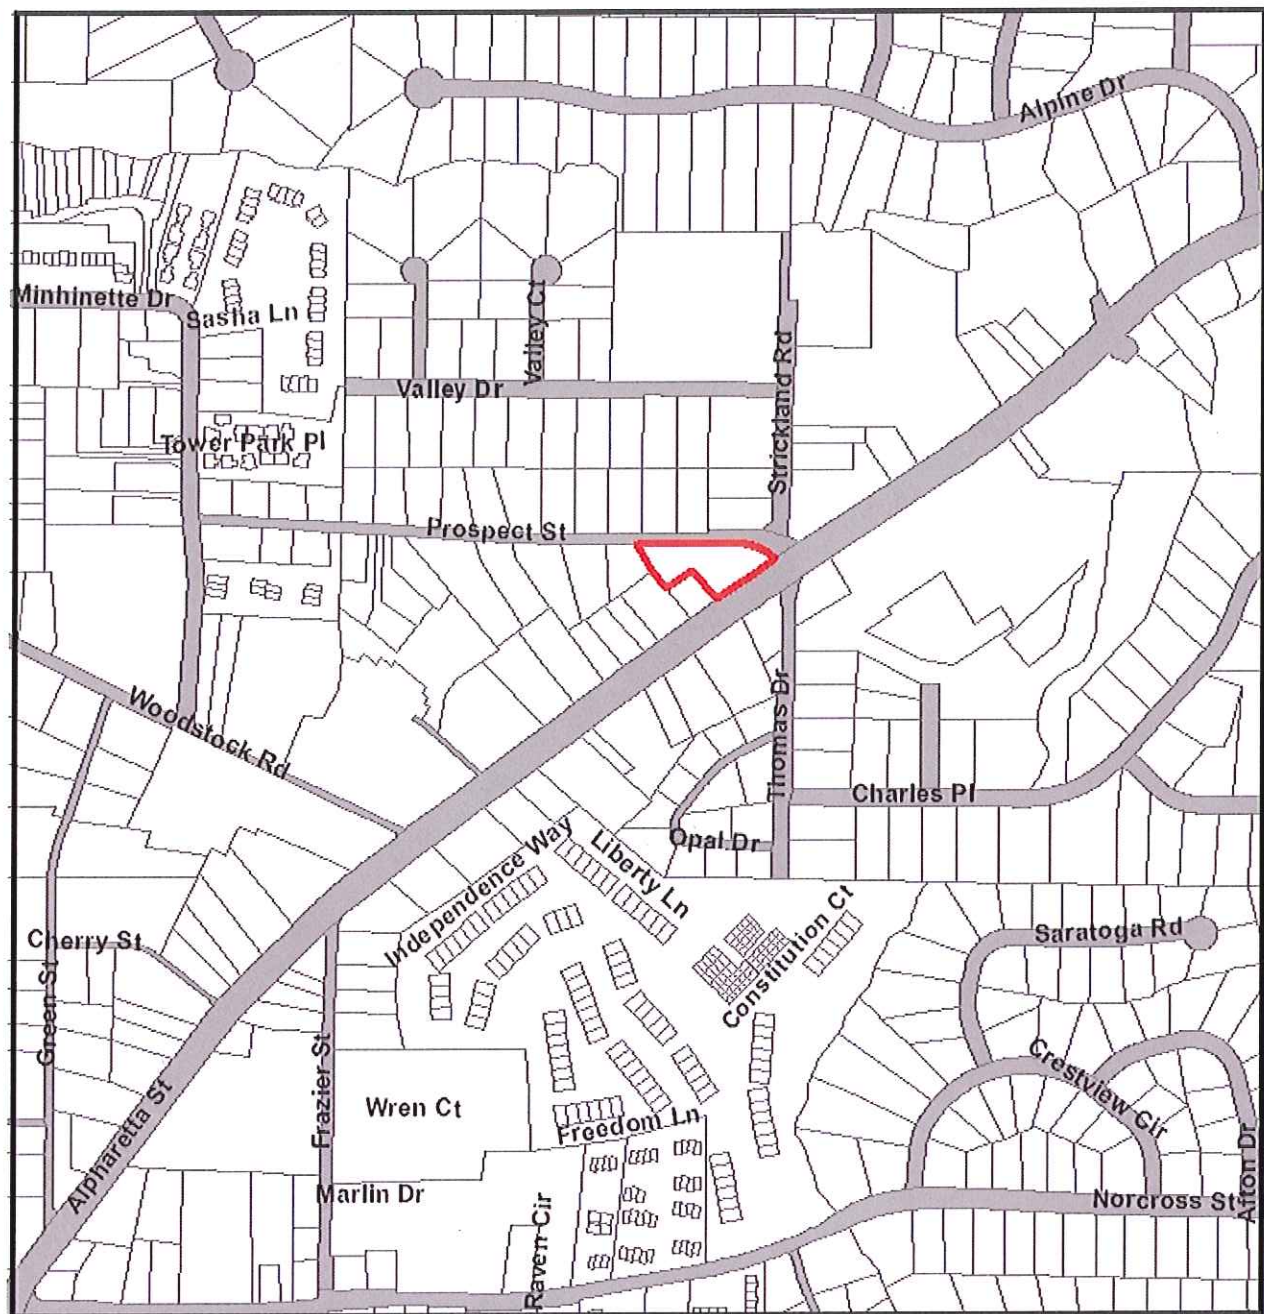 Alpine Dr
Minhinette Dr
Sasha Ln
Valley Ct
Valley Dr
Strickland Rd
Tower Park Pl
Prospect St
Woodstock Rd
Thomas Dr
Charles Pl
Opal Dr
Independence Way
Liberty Ln
Constitution Ct
Saratoga Rd
Cherry St
Green St
Frazier St
Crestview Cir
Alpharetta St
Wren Ct
Freedom Ln
Marlin Dr
Raven Cir
Norcross St
Afton Dr